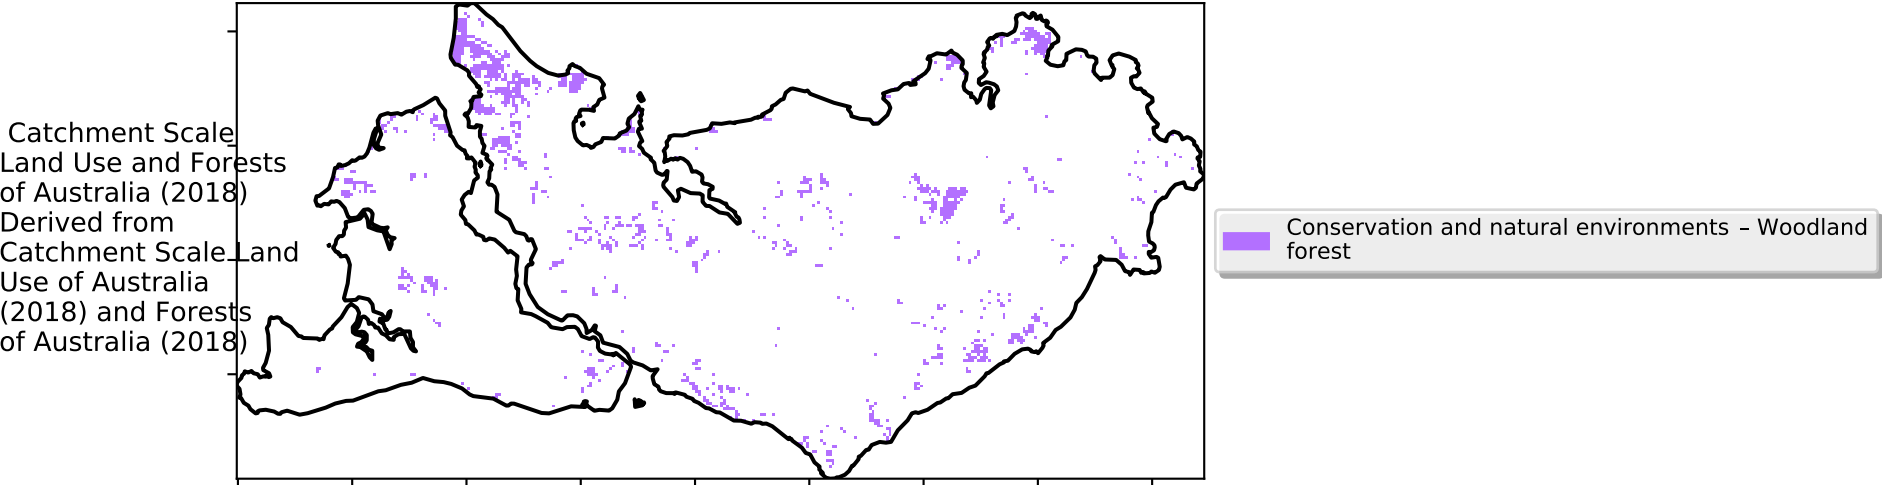 Catchment Scale
Land Use and Forests
of Australia (2018)
Derived from
Catchment Scale Land
Use of Australia
(2018) and Forests
of Australia (2018)
Conservation and natural environments – Woodland
forest